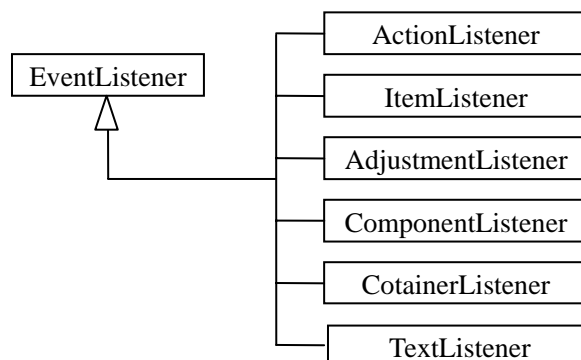 ActionListener
EventListener
ItemListener
AdjustmentListener
ComponentListener
CotainerListener
TextListener